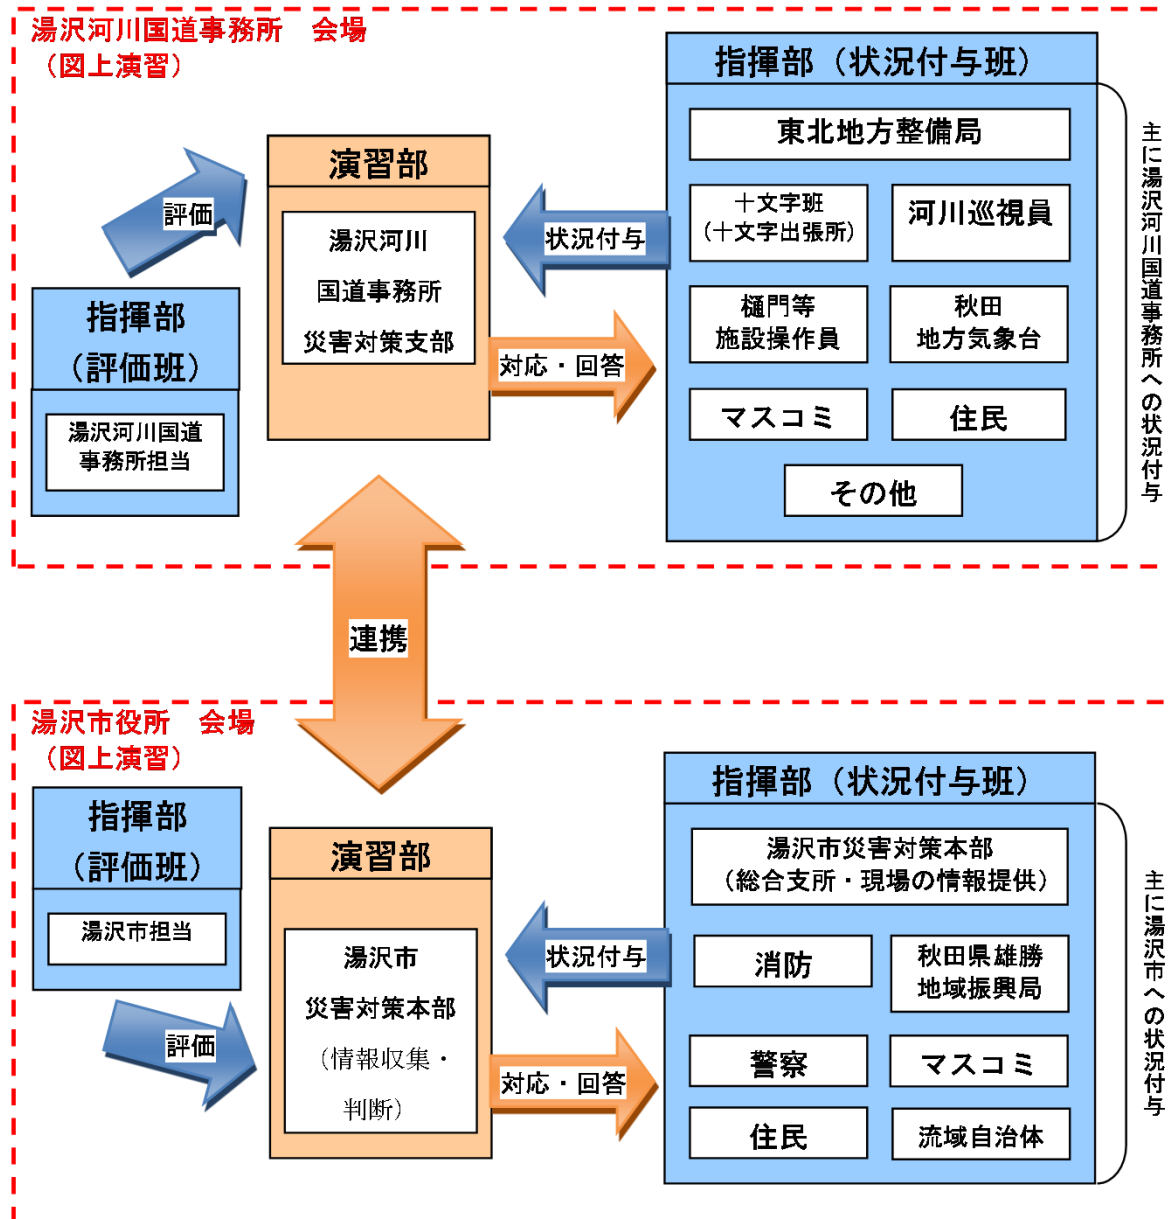 湯沢河川国道事務所　会場
（図上演習）
指揮部（状況付与班）
東北地方整備局
十文字班
（十文字出張所）
河川巡視員
樋門等
施設操作員
秋田
地方気象台
マスコミ
住民
その他
主に湯沢河川国道事務所への状況付与
演習部
湯沢河川
国道事務所
災害対策支部
評価
状況付与
対応・回答
指揮部
（評価班）
湯沢河川国道
事務所担当
連携
湯沢市役所　会場
（図上演習）
指揮部
（評価班）
湯沢市担当
評価
演習部
湯沢市
災害対策本部
（情報収集・
判断）
状況付与
対応・回答
指揮部（状況付与班）
湯沢市災害対策本部
（総合支所・現場の情報提供）
消防
秋田県雄勝
地域振興局
警察
マスコミ
住民
流域自治体
主に湯沢市への状況付与